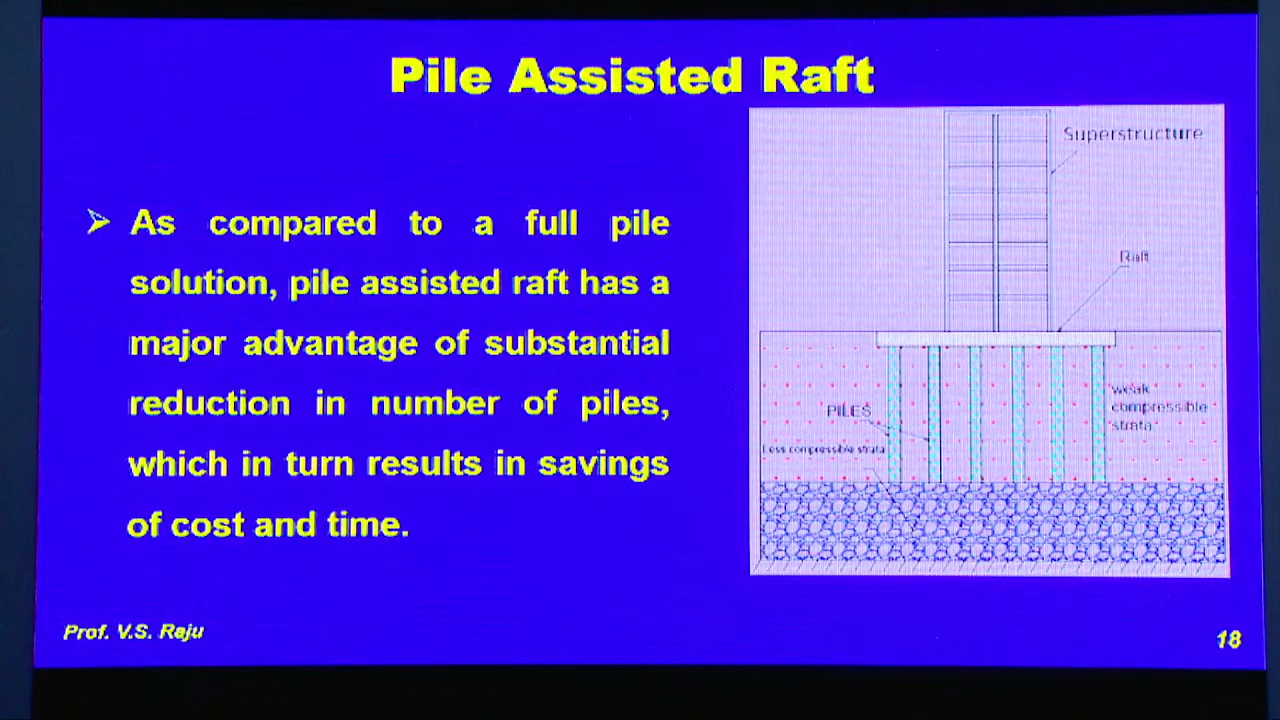 Pile Assisted Raft
➢ As compared to a full pile
solution, pile assisted raft has a
major advantage of substantial
reduction in number of piles,
which in turn results in savings
of cost and time.
Superstructure
Raft
PILES
weak
compressible
strata
Less compressible strata
Prof. V.S. Raju
18